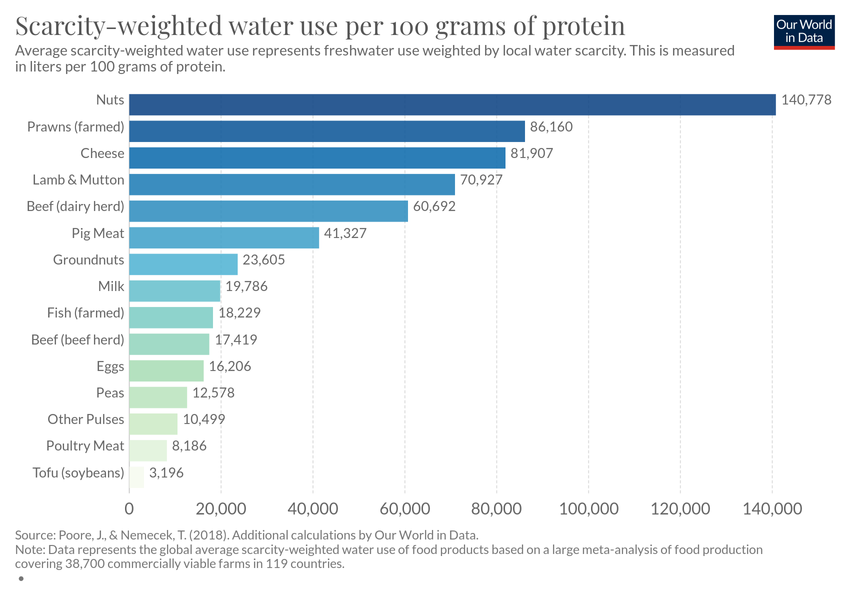 Scarcity-weighted water use per 100 grams of protein
Our World
in Data
Average scarcity-weighted water use represents freshwater use weighted by local water scarcity. This is measured
in liters per 100 grams of protein.
Nuts 140,778
Prawns (farmed) 86,160
Cheese 81,907
Lamb & Mutton 70,927
Beef (dairy herd) 60,692
Pig Meat 41,327
Groundnuts 23,605
Milk 19,786
Fish (farmed) 18,229
Beef (beef herd) 17,419
Eggs 16,206
Peas 12,578
Other Pulses 10,499
Poultry Meat 8,186
Tofu (soybeans) 3,196
0 20,000 40,000 60,000 80,000 100,000 120,000 140,000
Source: Poore, J., & Nemecek, T. (2018). Additional calculations by Our World in Data.
Note: Data represents the global average scarcity-weighted water use of food products based on a large meta-analysis of food production
covering 38,700 commercially viable farms in 119 countries.
•